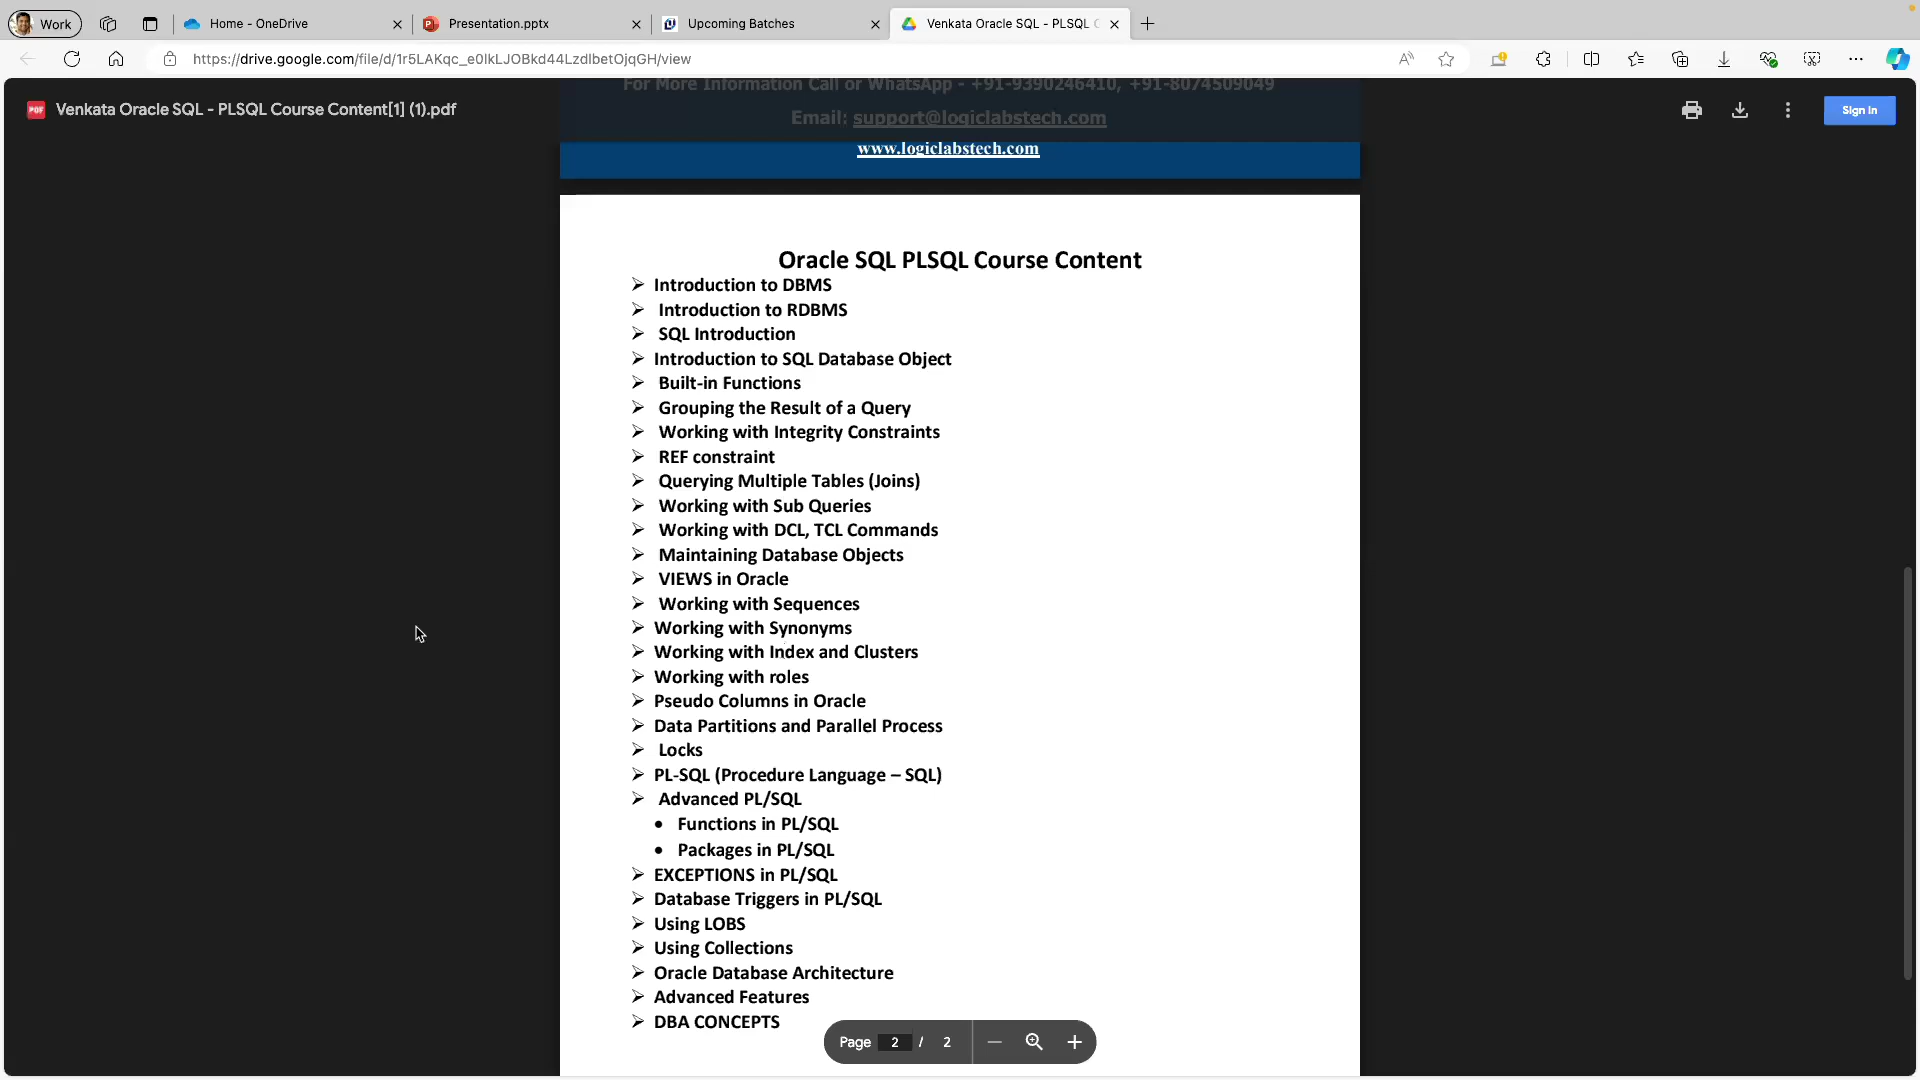 Work
Home - OneDrive
Presentation.pptx
Upcoming Batches
Venkata Oracle SQL - PLSQL C
https://drive.google.com/file/d/1r5LAKqc_e0lkLJOBkd44LzdlbetOjqGH/view
For More Information Call or WhatsApp - +91-9390246410, +91-8074509049
PDF Venkata Oracle SQL - PLSQL Course Content[1] (1).pdf
Sign in
Email: support@logiclabstech.com
www.logiclabstech.com
Oracle SQL PLSQL Course Content
➢ Introduction to DBMS
➢ Introduction to RDBMS
➢ SQL Introduction
➢ Introduction to SQL Database Object
➢ Built-in Functions
➢ Grouping the Result of a Query
➢ Working with Integrity Constraints
➢ REF constraint
➢ Querying Multiple Tables (Joins)
➢ Working with Sub Queries
➢ Working with DCL, TCL Commands
➢ Maintaining Database Objects
➢ VIEWS in Oracle
➢ Working with Sequences
➢ Working with Synonyms
➢ Working with Index and Clusters
➢ Working with roles
➢ Pseudo Columns in Oracle
➢ Data Partitions and Parallel Process
➢ Locks
➢ PL-SQL (Procedure Language – SQL)
➢ Advanced PL/SQL
• Functions in PL/SQL
• Packages in PL/SQL
➢ EXCEPTIONS in PL/SQL
➢ Database Triggers in PL/SQL
➢ Using LOBS
➢ Using Collections
➢ Oracle Database Architecture
➢ Advanced Features
➢ DBA CONCEPTS
Page 2 / 2